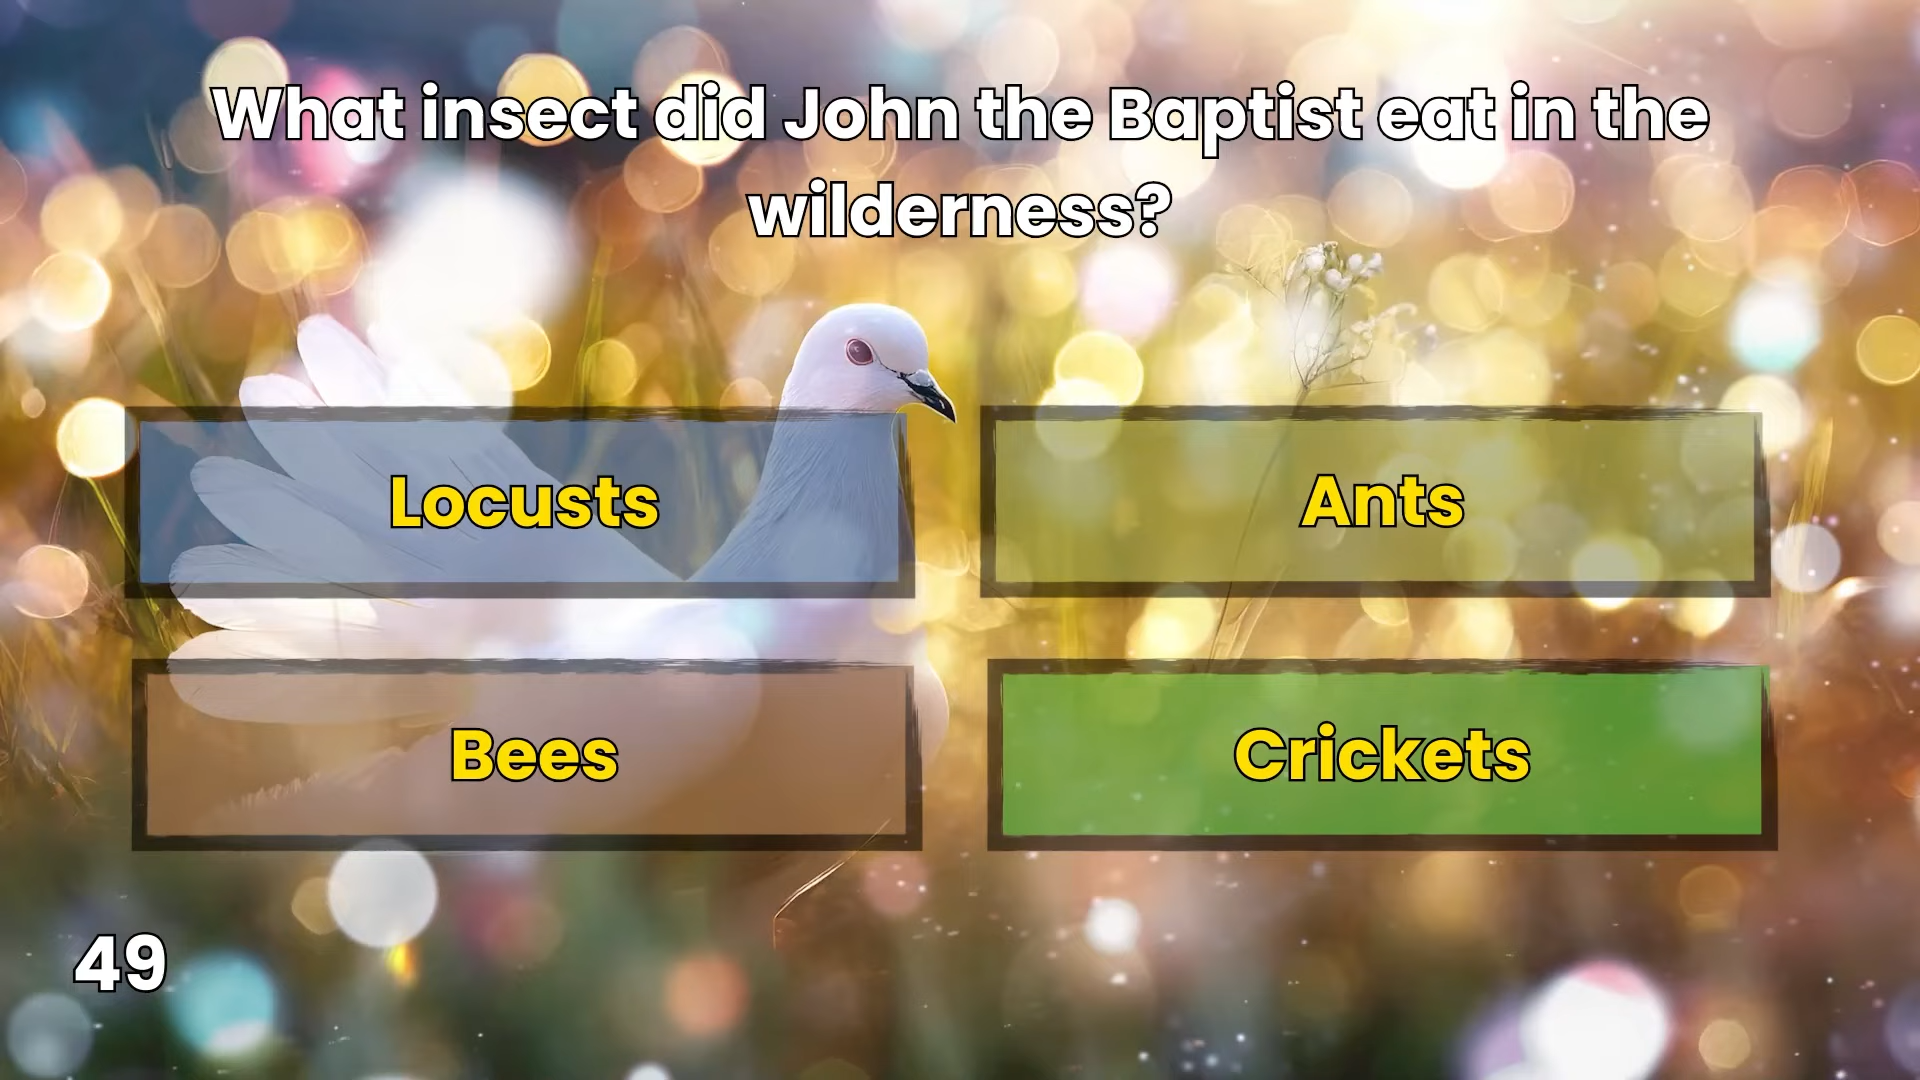 What insect did John the Baptist eat in the
wilderness?
Locusts
Ants
Bees
Crickets
49